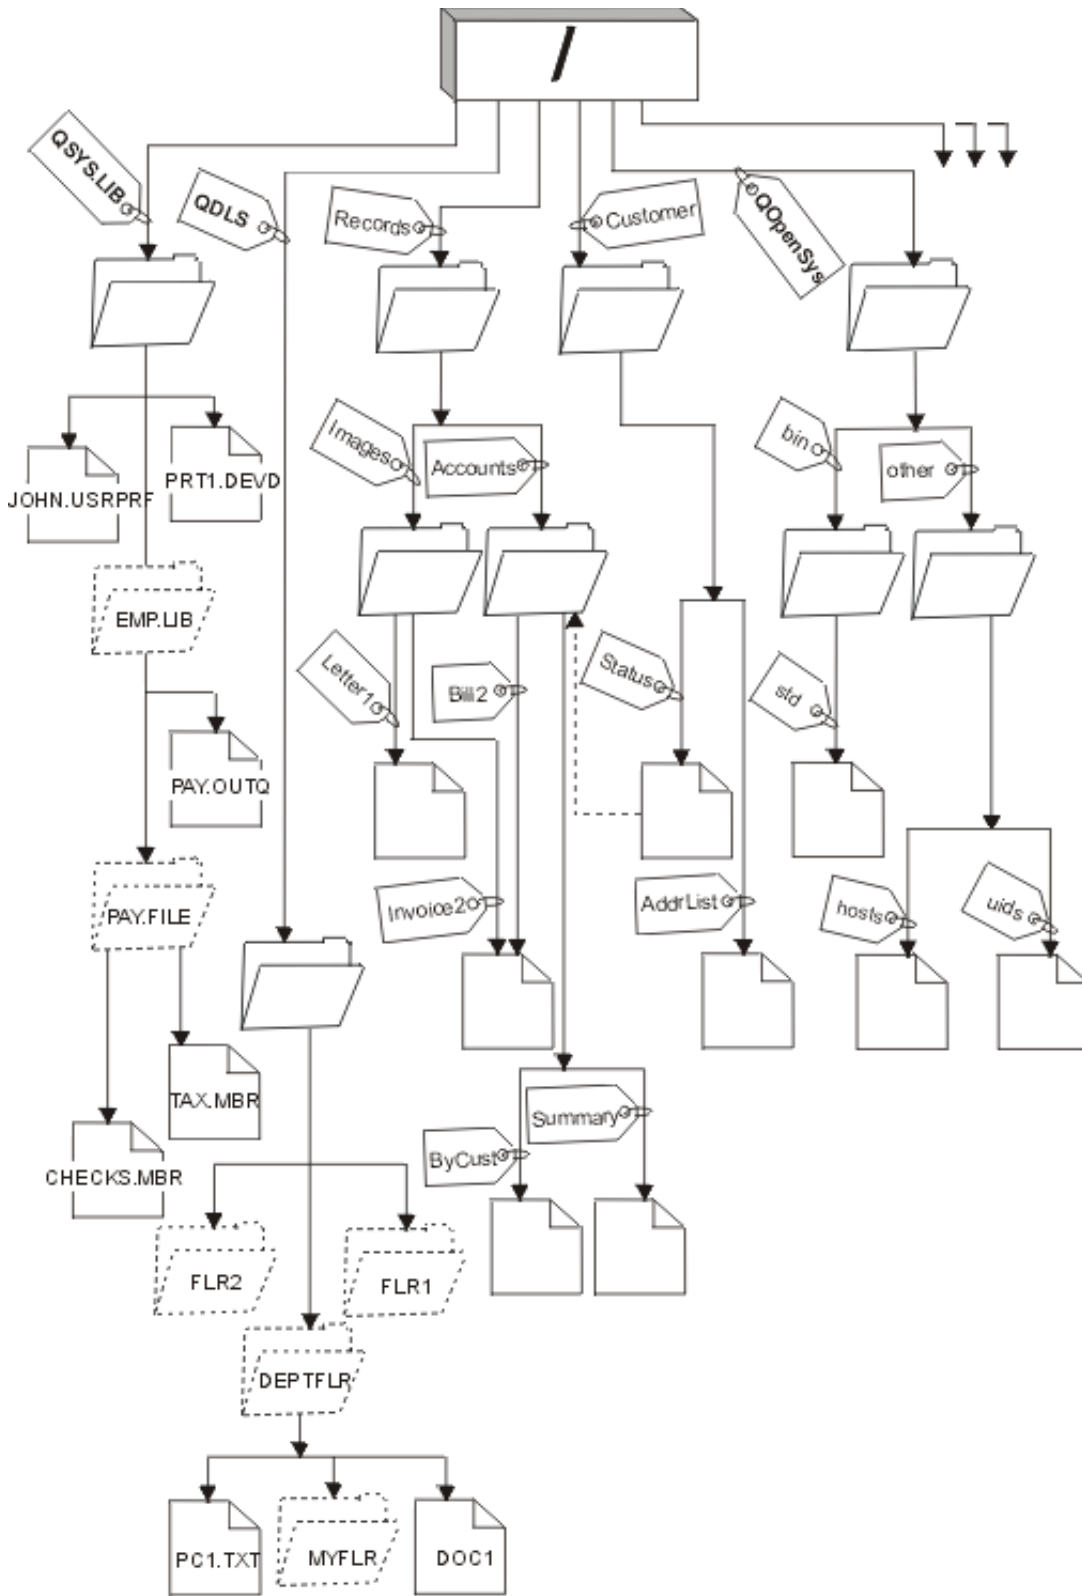 /
QSYS.LIB
QDLS
Records
Customer
QOpenSys
Images
Accounts
bin
other
JOHN.USRPRF
PRT1.DEVD
EMP.LIB
Letter1
Bill2
Status
std
PAY.OUTQ
PAY.FILE
Invoice2
AddrList
hosts
uids
TAX.MBR
CHECKS.MBR
Summary
ByCust
FLR2
FLR1
DEPTFLR
PC1.TXT
MYFLR
DOC1